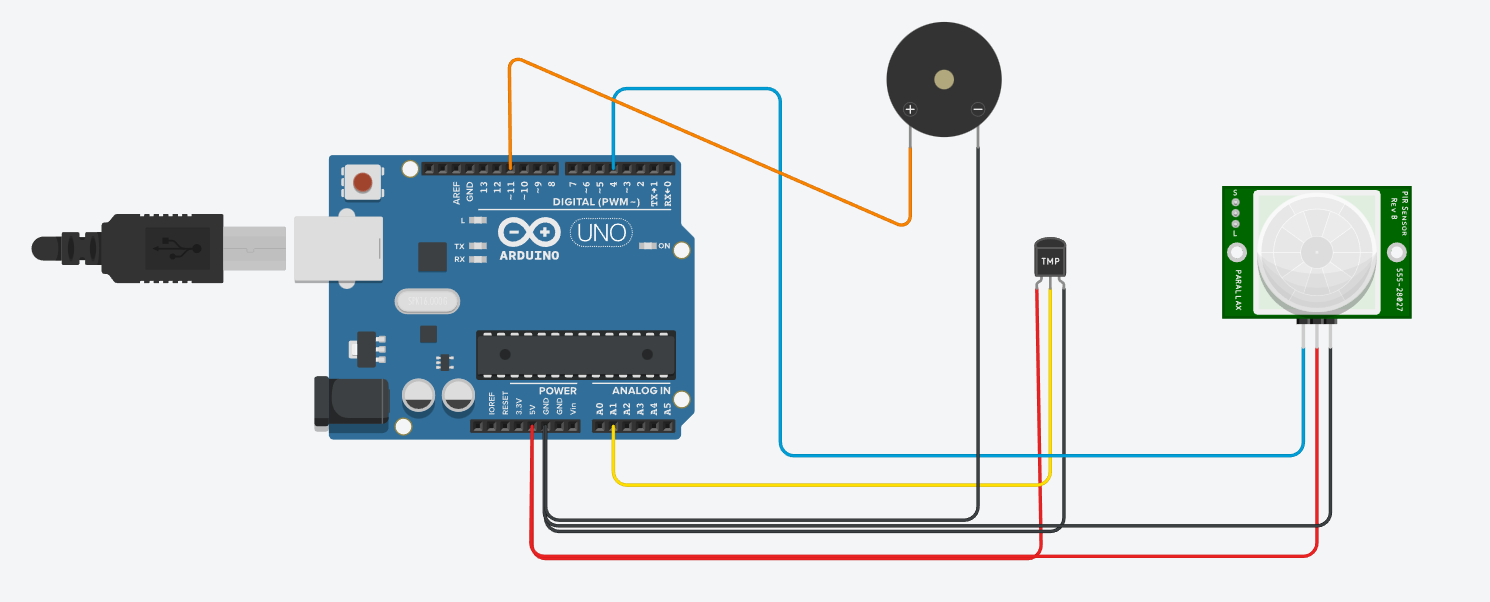 AREF
GND
13
12
~11
~10
~9
8
7
~6
~5
4
~3
2
TX→1
RX←0
DIGITAL (PWM~)
L
TX
RX
UNO
ON
ARDUINO
POWER
ANALOG IN
IOREF
RESET
3.3V
5V
GND
GND
Vin
A0
A1
A2
A3
A4
A5
+
−
TMP
S
L
PARALLAX
PIR SENSOR
Rev B
555-28027